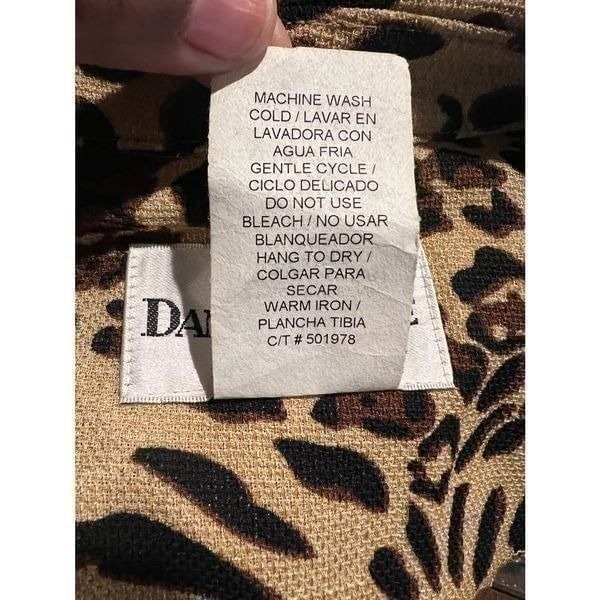 MACHINE WASH
COLD / LAVAR EN
LAVADORA CON
AGUA FRIA
GENTLE CYCLE /
CICLO DELICADO
DO NOT USE
BLEACH / NO USAR
BLANQUEADOR
HANG TO DRY /
COLGAR PARA
SECAR
WARM IRON /
PLANCHA TIBIA
C/T # 501978